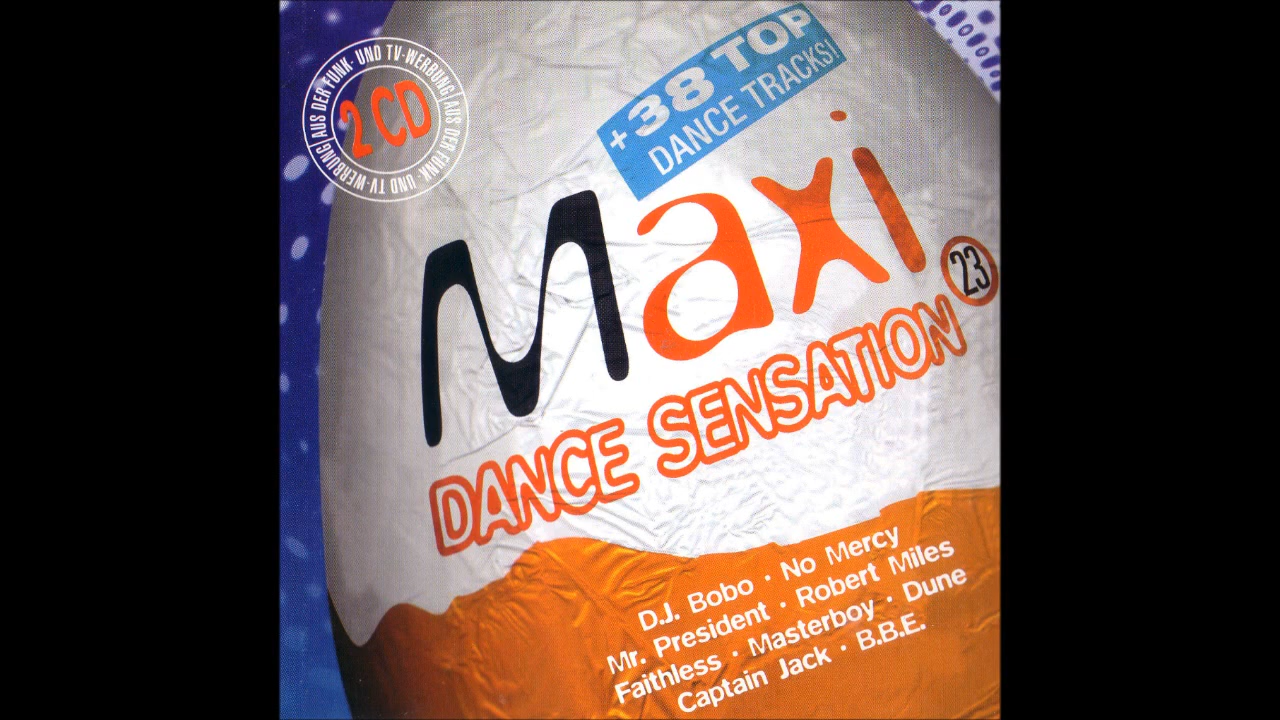 AUS DER FUNK- UND TV-WERBUNG
AUS DER FUNK- UND TV-WERBUNG
2 CD
+38 TOP
DANCE TRACKS!
Maxi
DANCE SENSATION
23
D.J. Bobo · No Mercy
Mr. President · Robert Miles
Faithless · Masterboy · Dune
Captain Jack · B.B.E.